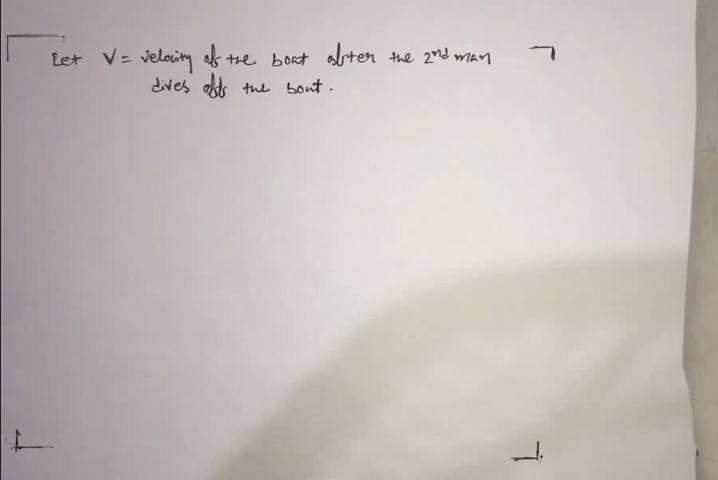 Let V = velocity of the boat after the 2nd man
dives off the boat.